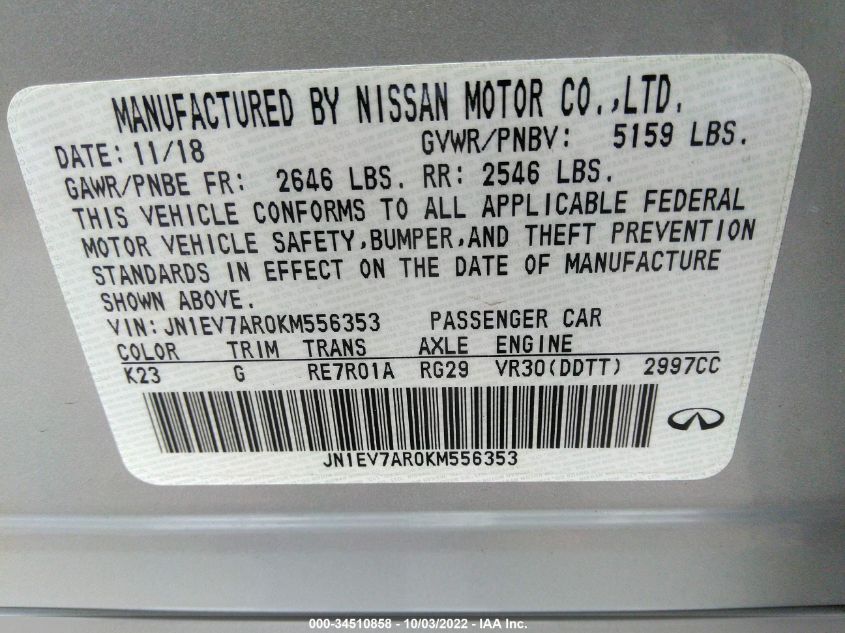 MANUFACTURED BY NISSAN MOTOR CO.,LTD.
DATE: 11/18 GVWR/PNBV: 5159 LBS.
GAWR/PNBE FR: 2646 LBS. RR: 2546 LBS.
THIS VEHICLE CONFORMS TO ALL APPLICABLE FEDERAL
MOTOR VEHICLE SAFETY,BUMPER,AND THEFT PREVENTION
STANDARDS IN EFFECT ON THE DATE OF MANUFACTURE
SHOWN ABOVE.
VIN: JN1EV7AR0KM556353 PASSENGER CAR
COLOR TRIM TRANS AXLE ENGINE
K23 G RE7R01A RG29 VR30(DDTT) 2997CC
JN1EV7AR0KM556353
000-34510858 - 10/03/2022 - IAA Inc.